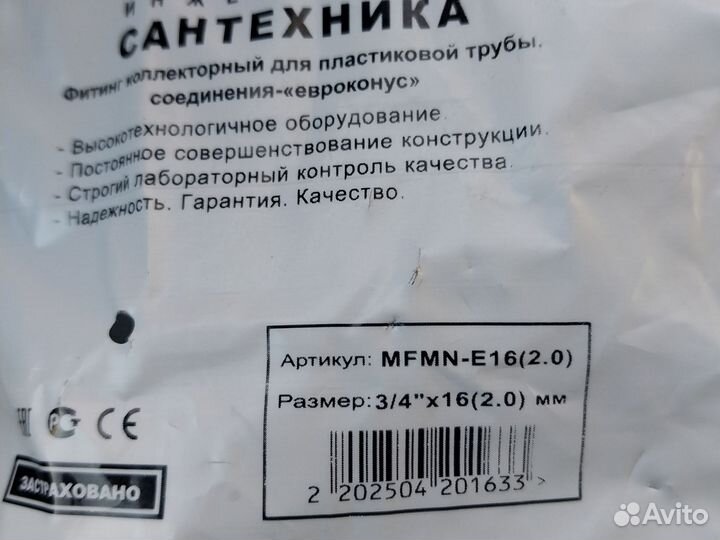 САНТЕХНИКА
Фитинг коллекторный для пластиковой трубы.
соединения-«евроконус»
- Высокотехнологичное оборудование.
- Постоянное совершенствование конструкции.
- Строгий лабораторный контроль качества.
- Надежность. Гарантия. Качество.
Артикул: MFMN-E16(2.0)
Размер: 3/4"x16(2.0) мм
EAC РСТ CE
ЗАСТРАХОВАНО
2 202504 201633 >
Avito